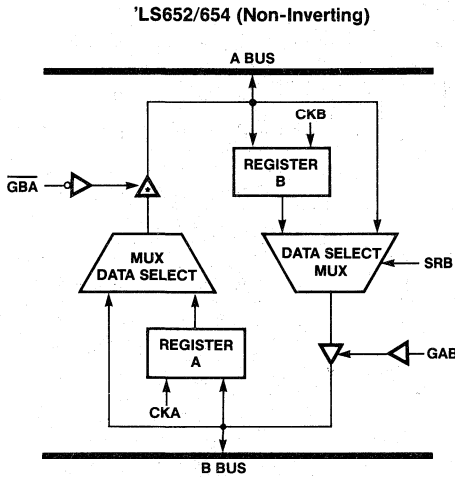 'LS652/654 (Non-Inverting)
A BUS
CKB
REGISTER
B
GBA
*
MUX
DATA SELECT
DATA SELECT
MUX
SRB
REGISTER
A
GAB
CKA
B BUS